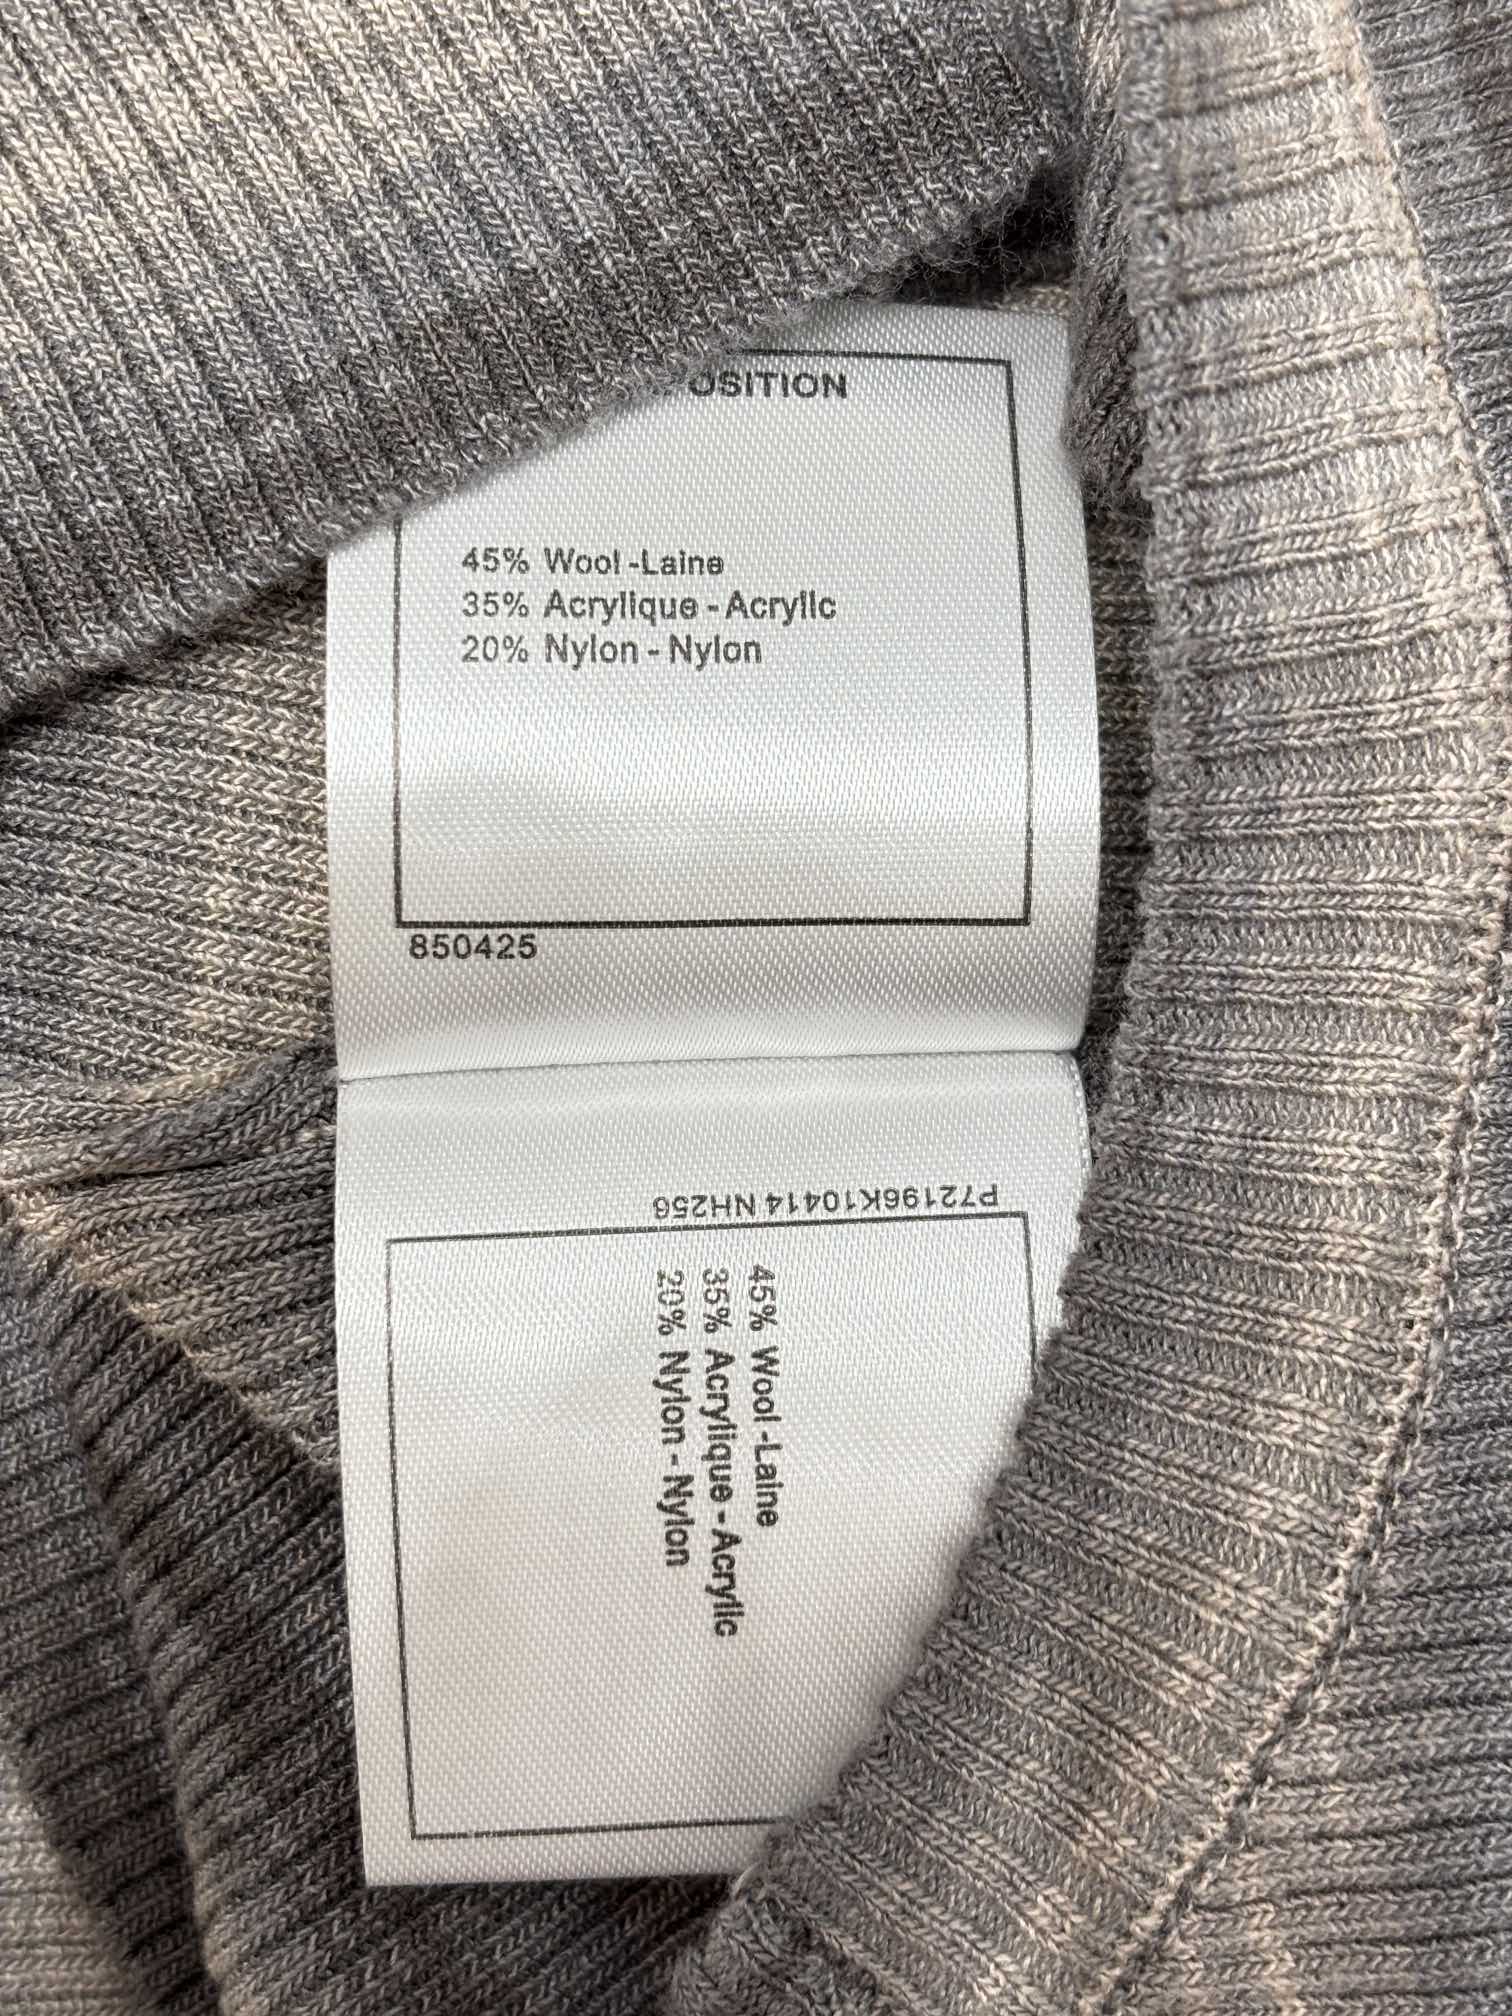 OSITION
45% Wool -Laine
35% Acrylique - Acrylic
20% Nylon - Nylon
850425
P72196K10414 NH256
45% Wool -Laine
35% Acrylique - Acrylic
20% Nylon - Nylon